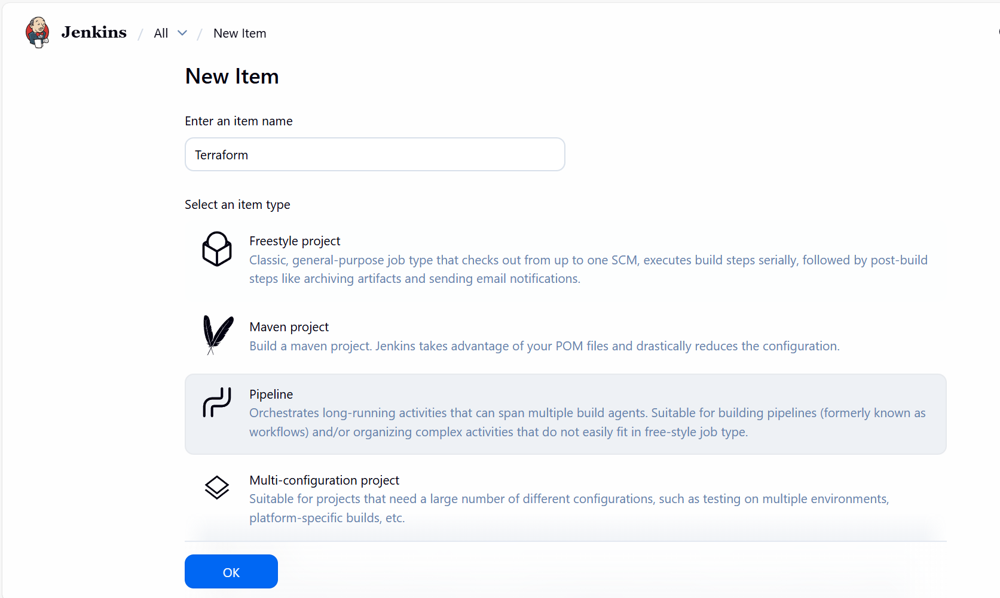 Jenkins / All / New Item
New Item
Enter an item name
Terraform
Select an item type
Freestyle project
Classic, general-purpose job type that checks out from up to one SCM, executes build steps serially, followed by post-build
steps like archiving artifacts and sending email notifications.
Maven project
Build a maven project. Jenkins takes advantage of your POM files and drastically reduces the configuration.
Pipeline
Orchestrates long-running activities that can span multiple build agents. Suitable for building pipelines (formerly known as
workflows) and/or organizing complex activities that do not easily fit in free-style job type.
Multi-configuration project
Suitable for projects that need a large number of different configurations, such as testing on multiple environments,
platform-specific builds, etc.
OK